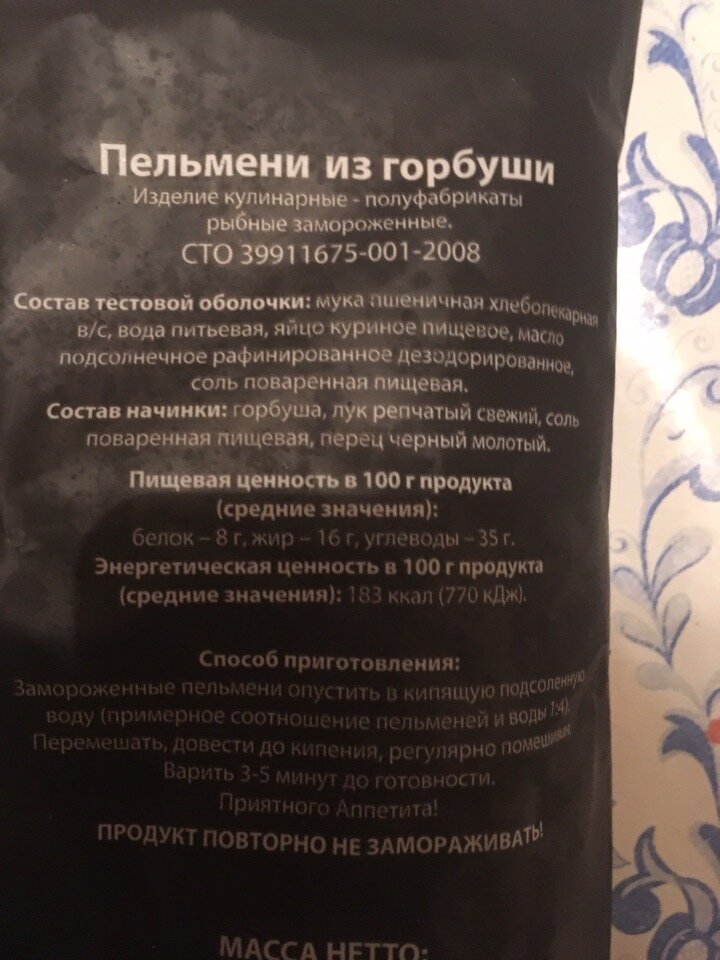 Пельмени из горбуши
Изделие кулинарные - полуфабрикаты
рыбные замороженные.
СТО 39911675-001-2008
Состав тестовой оболочки: мука пшеничная хлебопекарная
в/с, вода питьевая, яйцо куриное пищевое, масло
подсолнечное рафинированное дезодорированное,
соль поваренная пищевая.
Состав начинки: горбуша, лук репчатый свежий, соль
поваренная пищевая, перец черный молотый.
Пищевая ценность в 100 г продукта
(средние значения):
белок – 8 г, жир – 16 г, углеводы – 35 г.
Энергетическая ценность в 100 г продукта
(средние значения): 183 ккал (770 кДж).
Способ приготовления:
Замороженные пельмени опустить в кипящую подсоленную
воду (примерное соотношение пельменей и воды 1:4).
Перемешать, довести до кипения, регулярно помешивая.
Варить 3-5 минут до готовности.
Приятного Аппетита!
ПРОДУКТ ПОВТОРНО НЕ ЗАМОРАЖИВАТЬ!
МАССА НЕТТО: